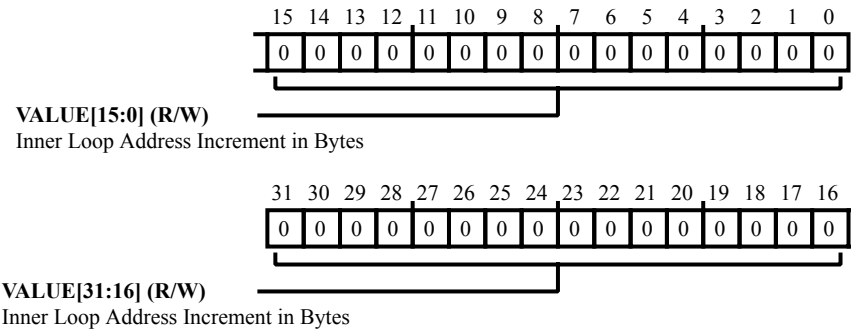 15 14 13 12 11 10 9 8 7 6 5 4 3 2 1 0
0 0 0 0 0 0 0 0 0 0 0 0 0 0 0 0
VALUE[15:0] (R/W)
Inner Loop Address Increment in Bytes
31 30 29 28 27 26 25 24 23 22 21 20 19 18 17 16
0 0 0 0 0 0 0 0 0 0 0 0 0 0 0 0
VALUE[31:16] (R/W)
Inner Loop Address Increment in Bytes